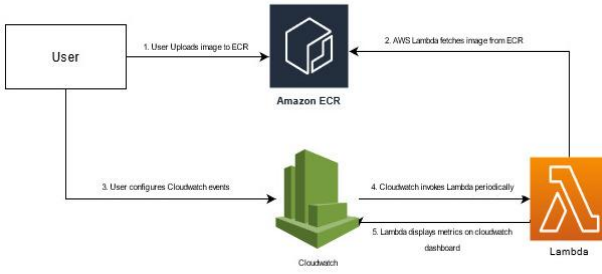 User
1. User Uploads image to ECR
2. AWS Lambda fetches image from ECR
Amazon ECR
3. User configures Cloudwatch events
4. Cloudwatch invokes Lambda periodically
5. Lambda displays metrics on cloudwatch
dashboard
Cloudwatch
Lambda